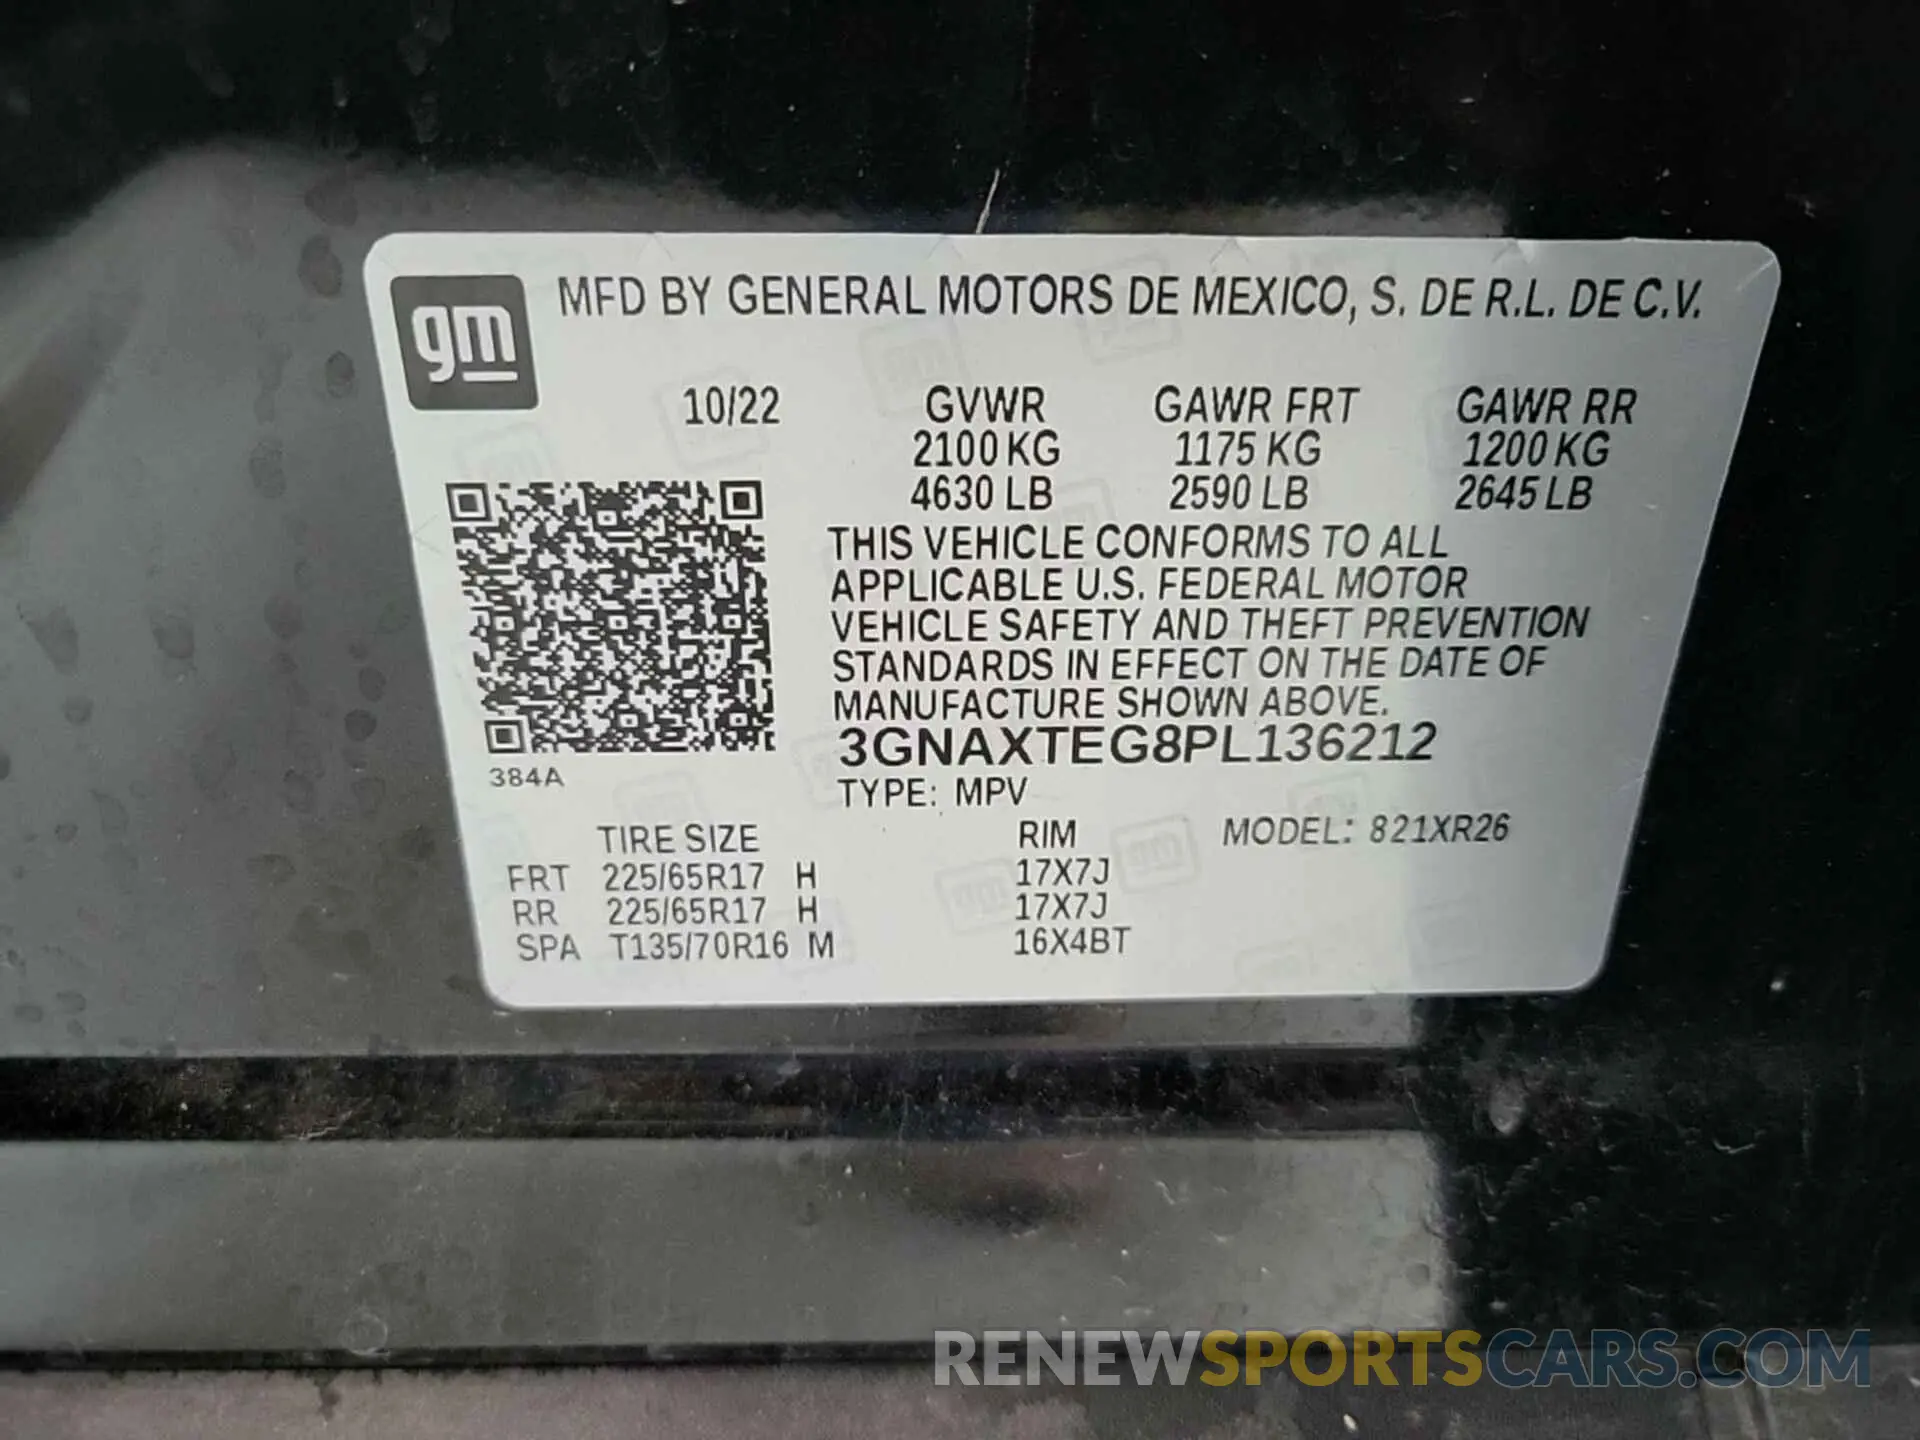 gm
MFD BY GENERAL MOTORS DE MEXICO, S. DE R.L. DE C.V.
10/22 GVWR GAWR FRT GAWR RR
2100 KG 1175 KG 1200 KG
4630 LB 2590 LB 2645 LB
THIS VEHICLE CONFORMS TO ALL
APPLICABLE U.S. FEDERAL MOTOR
VEHICLE SAFETY AND THEFT PREVENTION
STANDARDS IN EFFECT ON THE DATE OF
MANUFACTURE SHOWN ABOVE.
3GNAXTEG8PL136212
384A
TYPE: MPV
TIRE SIZE RIM MODEL: 821XR26
FRT 225/65R17 H 17X7J
RR 225/65R17 H 17X7J
SPA T135/70R16 M 16X4BT
RENEWSPORTSCARS.COM